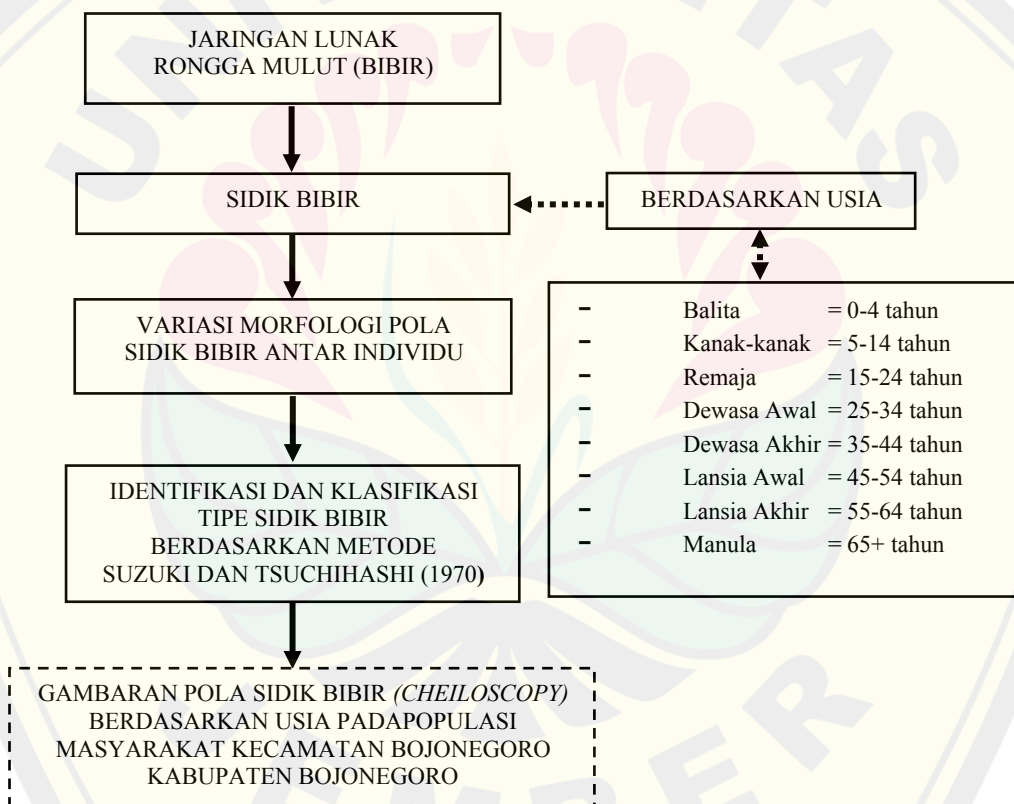 JARINGAN LUNAK
RONGGA MULUT (BIBIR)
SIDIK BIBIR
BERDASARKAN USIA
VARIASI MORFOLOGI POLA
SIDIK BIBIR ANTAR INDIVIDU
- Balita = 0-4 tahun
- Kanak-kanak = 5-14 tahun
- Remaja = 15-24 tahun
- Dewasa Awal = 25-34 tahun
- Dewasa Akhir = 35-44 tahun
- Lansia Awal = 45-54 tahun
- Lansia Akhir = 55-64 tahun
- Manula = 65+ tahun
IDENTIFIKASI DAN KLASIFIKASI
TIPE SIDIK BIBIR
BERDASARKAN METODE
SUZUKI DAN TSUCHIHASHI (1970)
GAMBARAN POLA SIDIK BIBIR (CHEILOSCOPY)
BERDASARKAN USIA PADAPOPULASI
MASYARAKAT KECAMATAN BOJONEGORO
KABUPATEN BOJONEGORO